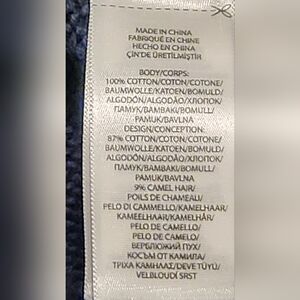 MADE IN CHINA
FABRIQUÉ EN CHINE
HECHO EN CHINA
ÇİN'DE ÜRETİLMİŞTİR
BODY/CORPS:
100% COTTON/COTON/COTONE/
BAUMWOLLE/KATOEN/BOMULD/
ALGODÓN/ALGODÃO/ХЛОПОК/
ПАМУК/ΒΑΜΒΑΚΙ/BOMULL/
PAMUK/BAVLNA
DESIGN/CONCEPTION:
87% COTTON/COTON/COTONE/
BAUMWOLLE/KATOEN/BOMULD/
ALGODÓN/ALGODÃO/ХЛОПОК/
ПАМУК/ΒΑΜΒΑΚΙ/BOMULL/
PAMUK/BAVLNA
9% CAMEL HAIR/
POILS DE CHAMEAU/
PELO DI CAMMELLO/KAMELHAAR/
KAMEELHAAR/KAMELHÅR/
PELO DE CAMELLO/
PELO DE CAMELO/
ВЕРБЛЮЖИЙ ПУХ/
КОСЪМ ОТ КАМИЛА/
ΤΡΙΧΑ ΚΑΜΗΛΑΣ/DEVE TÜYÜ/
VELBLOUDÍ SRST